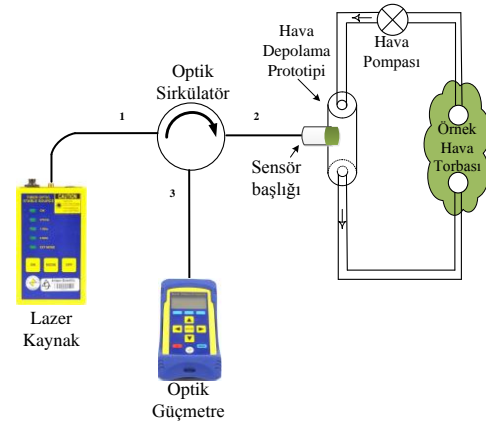 Hava
Depolama
Prototipi
Hava
Pompası
Optik
Sirkülatör
1
2
3
Örnek
Hava
Torbası
Sensör
başlığı
Lazer
Kaynak
Optik
Güçmetre